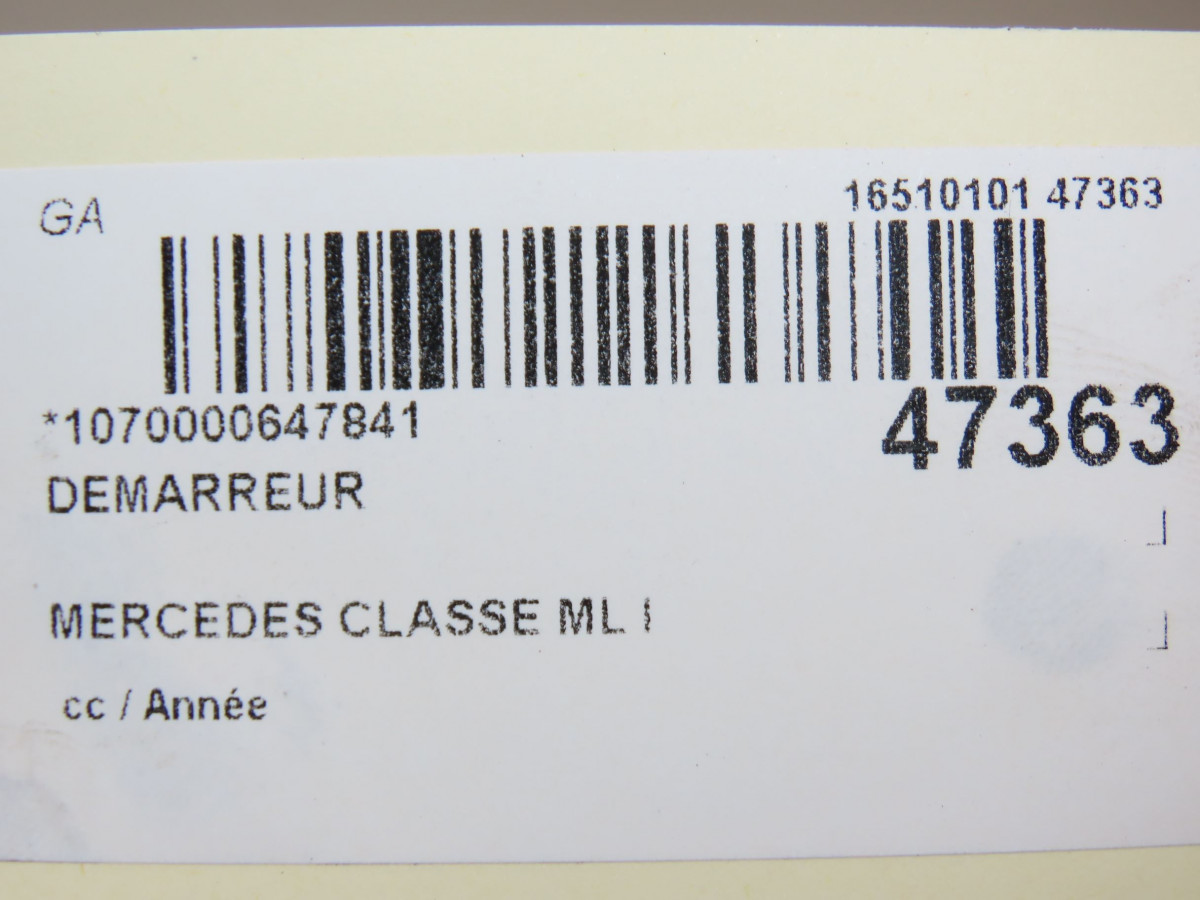 GA
16510101 47363
*1070000647841
47363
DEMARREUR
MERCEDES CLASSE ML I
cc / Année